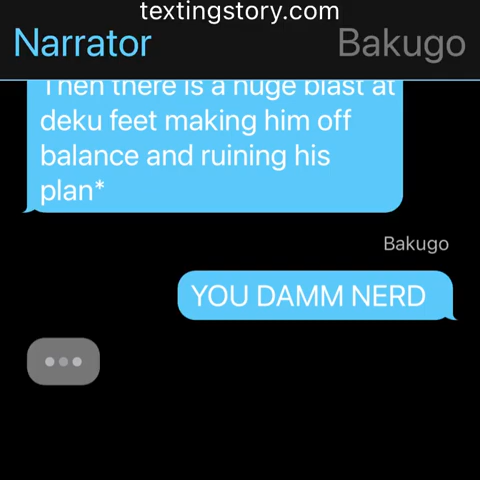 textingstory.com
Narrator
Bakugo
Then there is a huge blast at
deku feet making him off
balance and ruining his
plan*
Bakugo
YOU DAMM NERD